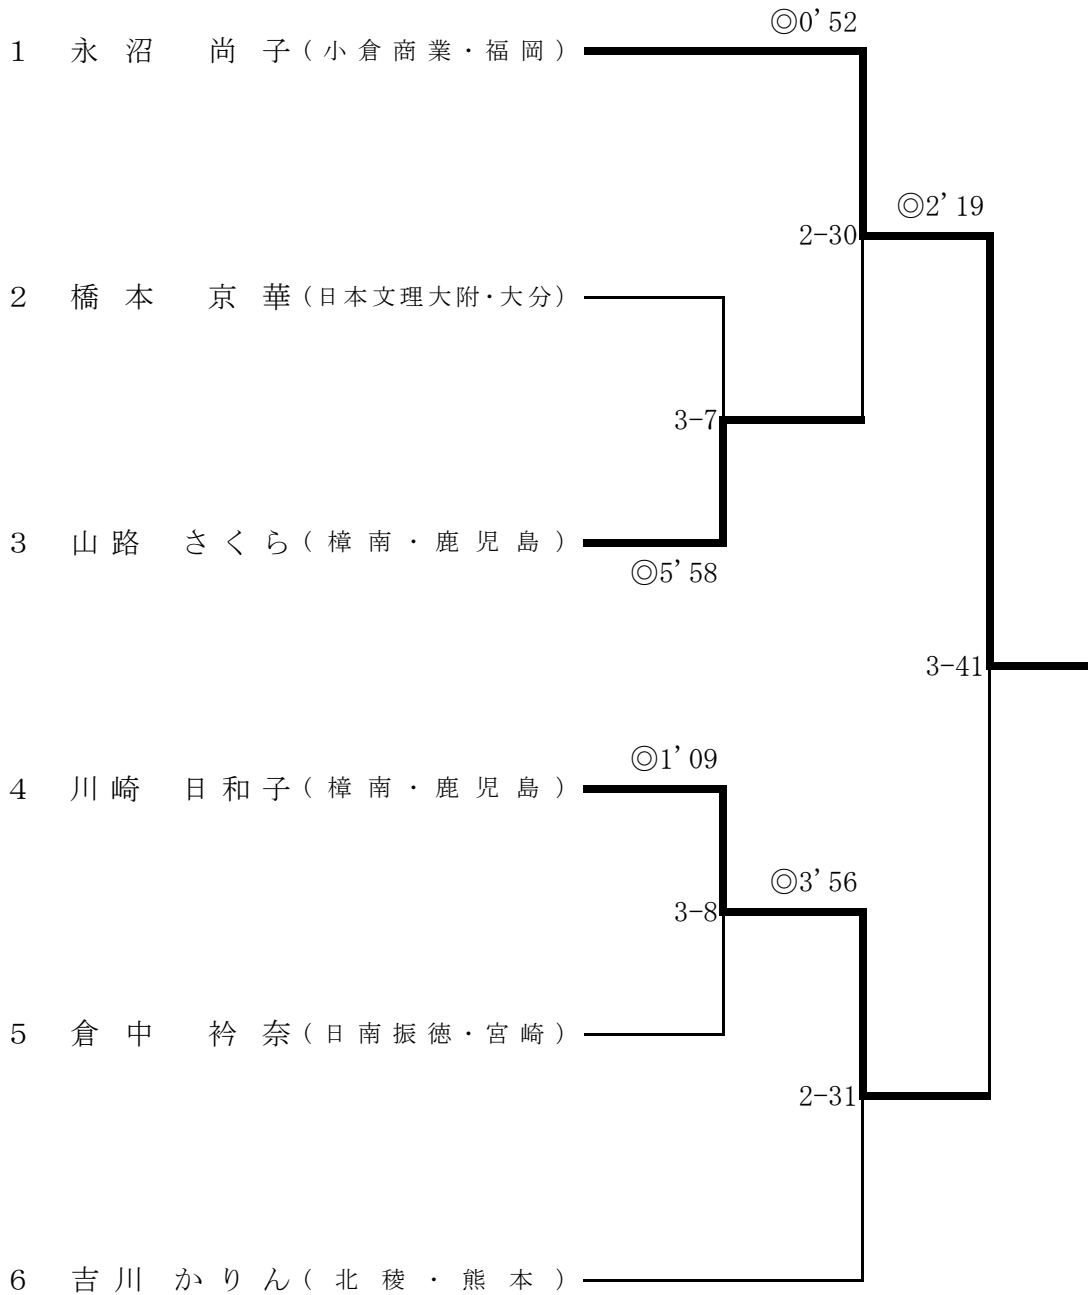 ◎0’52
1 永沼 尚子(小倉商業・福岡)
◎2’19
2-30
2 橋本 京華(日本文理大附・大分)
3-7
3 山路 さくら(樟南・鹿児島)
◎5’58
3-41
◎1’09
4 川崎 日和子(樟南・鹿児島)
◎3’56
3-8
5 倉中 衿奈(日南振徳・宮崎)
2-31
6 吉川 かりん(北稜・熊本)